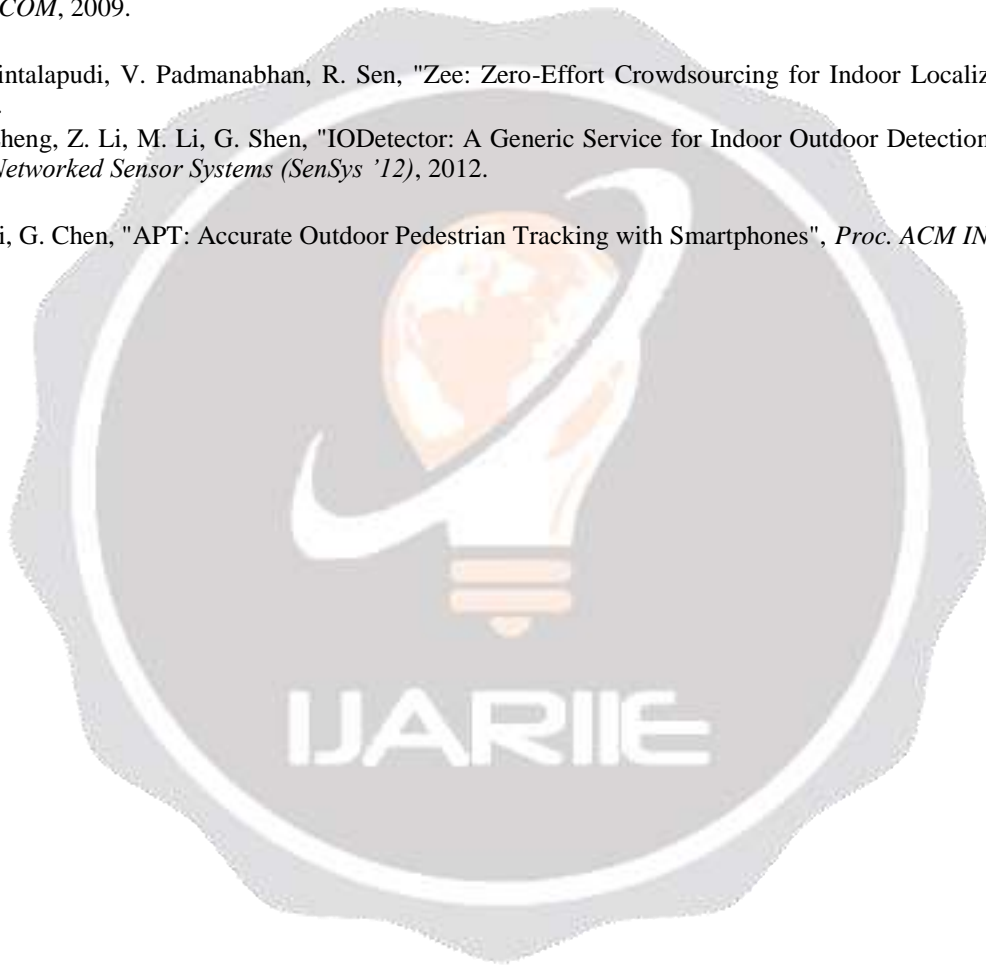 COM, 2009.
intalapudi, V. Padmanabhan, R. Sen, "Zee: Zero-Effort Crowdsourcing for Indoor Localiz
heng, Z. Li, M. Li, G. Shen, "IODetector: A Generic Service for Indoor Outdoor Detection
Networked Sensor Systems (SenSys ’12), 2012.
i, G. Chen, "APT: Accurate Outdoor Pedestrian Tracking with Smartphones", Proc. ACM IN
IJARIIE